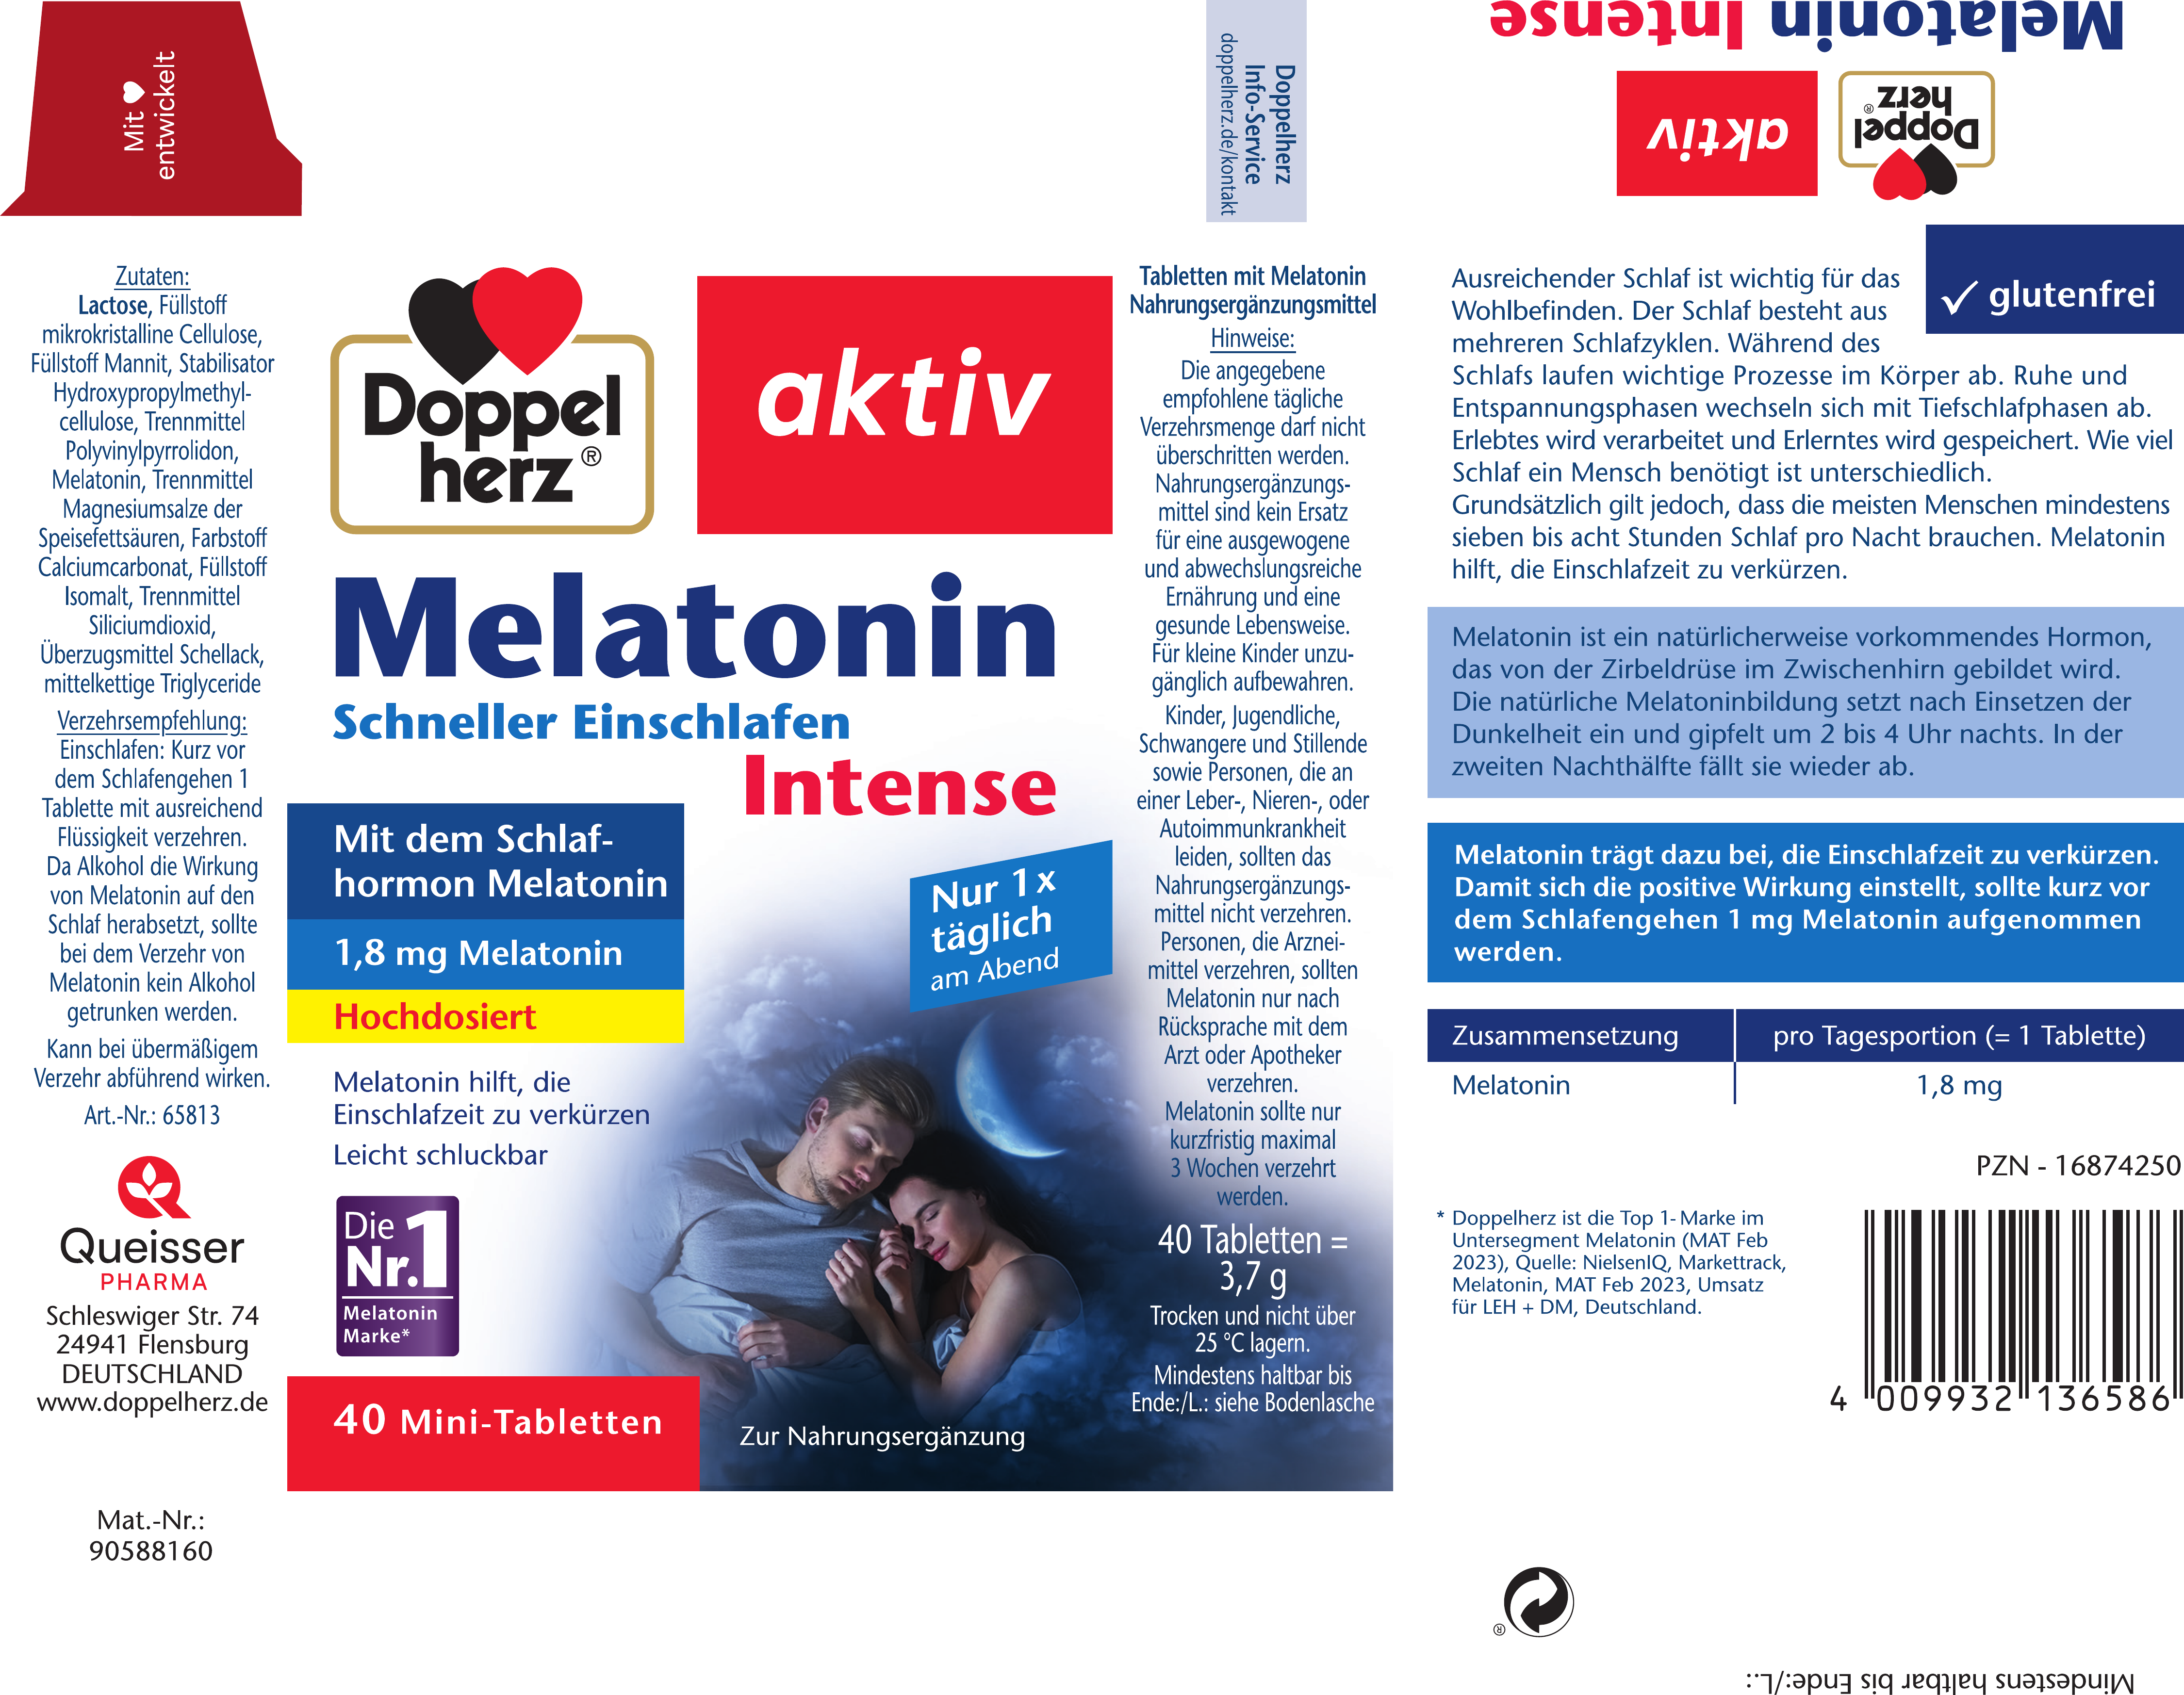 Mit ♥
entwickelt
Zutaten:
Lactose, Füllstoff
mikrokristalline Cellulose,
Füllstoff Mannit, Stabilisator
Hydroxypropylmethyl-
cellulose, Trennmittel
Polyvinylpyrrolidon,
Melatonin, Trennmittel
Magnesiumsalze der
Speisefettsäuren, Farbstoff
Calciumcarbonat, Füllstoff
Isomalt, Trennmittel
Siliciumdioxid,
Überzugsmittel Schellack,
mittelkettige Triglyceride
Verzehrsempfehlung:
Einschlafen: Kurz vor
dem Schlafengehen 1
Tablette mit ausreichend
Flüssigkeit verzehren.
Da Alkohol die Wirkung
von Melatonin auf den
Schlaf herabsetzt, sollte
bei dem Verzehr von
Melatonin kein Alkohol
getrunken werden.
Kann bei übermäßigem
Verzehr abführend wirken.
Art.-Nr.: 65813
Queisser
PHARMA
Schleswiger Str. 74
24941 Flensburg
DEUTSCHLAND
www.doppelherz.de
Mat.-Nr.:
90588160
Doppel
herz®
aktiv
Melatonin
Schneller Einschlafen
Intense
Mit dem Schlaf-
hormon Melatonin
1,8 mg Melatonin
Hochdosiert
Nur 1x
täglich
am Abend
Melatonin hilft, die
Einschlafzeit zu verkürzen
Leicht schluckbar
Die
Nr.1
Melatonin
Marke*
40 Mini-Tabletten
Zur Nahrungsergänzung
Doppelherz
Info-Service
doppelherz.de/kontakt
Tabletten mit Melatonin
Nahrungsergänzungsmittel
Hinweise:
Die angegebene
empfohlene tägliche
Verzehrsmenge darf nicht
überschritten werden.
Nahrungsergänzungs-
mittel sind kein Ersatz
für eine ausgewogene
und abwechslungsreiche
Ernährung und eine
gesunde Lebensweise.
Für kleine Kinder unzu-
gänglich aufbewahren.
Kinder, Jugendliche,
Schwangere und Stillende
sowie Personen, die an
einer Leber-, Nieren-, oder
Autoimmunkrankheit
leiden, sollten das
Nahrungsergänzungs-
mittel nicht verzehren.
Personen, die Arznei-
mittel verzehren, sollten
Melatonin nur nach
Rücksprache mit dem
Arzt oder Apotheker
verzehren.
Melatonin sollte nur
kurzfristig maximal
3 Wochen verzehrt
werden.
40 Tabletten =
3,7 g
Trocken und nicht über
25 °C lagern.
Mindestens haltbar bis
Ende:/L.: siehe Bodenlasche
Melatonin Intense
Doppel
herz®
aktiv
✓ glutenfrei
Ausreichender Schlaf ist wichtig für das
Wohlbefinden. Der Schlaf besteht aus
mehreren Schlafzyklen. Während des
Schlafs laufen wichtige Prozesse im Körper ab. Ruhe und
Entspannungsphasen wechseln sich mit Tiefschlafphasen ab.
Erlebtes wird verarbeitet und Erlerntes wird gespeichert. Wie viel
Schlaf ein Mensch benötigt ist unterschiedlich.
Grundsätzlich gilt jedoch, dass die meisten Menschen mindestens
sieben bis acht Stunden Schlaf pro Nacht brauchen. Melatonin
hilft, die Einschlafzeit zu verkürzen.
Melatonin ist ein natürlicherweise vorkommendes Hormon,
das von der Zirbeldrüse im Zwischenhirn gebildet wird.
Die natürliche Melatoninbildung setzt nach Einsetzen der
Dunkelheit ein und gipfelt um 2 bis 4 Uhr nachts. In der
zweiten Nachthälfte fällt sie wieder ab.
Melatonin trägt dazu bei, die Einschlafzeit zu verkürzen.
Damit sich die positive Wirkung einstellt, sollte kurz vor
dem Schlafengehen 1 mg Melatonin aufgenommen
werden.
Zusammensetzung pro Tagesportion (= 1 Tablette)
Melatonin 1,8 mg
PZN - 16874250
* Doppelherz ist die Top 1-Marke im
Untersegment Melatonin (MAT Feb
2023), Quelle: NielsenIQ, Markettrack,
Melatonin, MAT Feb 2023, Umsatz
für LEH + DM, Deutschland.
4 009932 136586
®
Mindestens haltbar bis Ende:/L.: